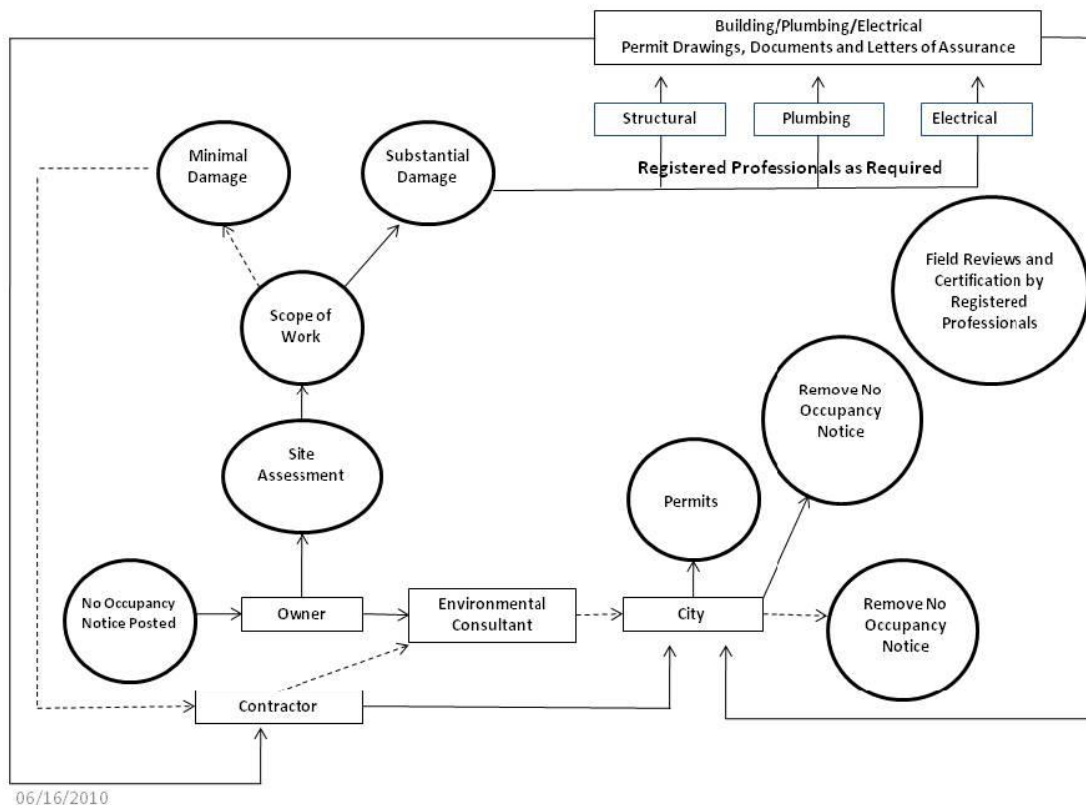 Building/Plumbing/Electrical
Permit Drawings, Documents and Letters of Assurance
Structural
Plumbing
Electrical
Registered Professionals as Required
Minimal
Damage
Substantial
Damage
Field Reviews and
Certification by
Registered
Professionals
Scope of
Work
Remove No
Occupancy
Notice
Site
Assessment
Permits
No Occupancy
Notice Posted
Owner
Environmental
Consultant
City
Remove No
Occupancy
Notice
Contractor
06/16/2010